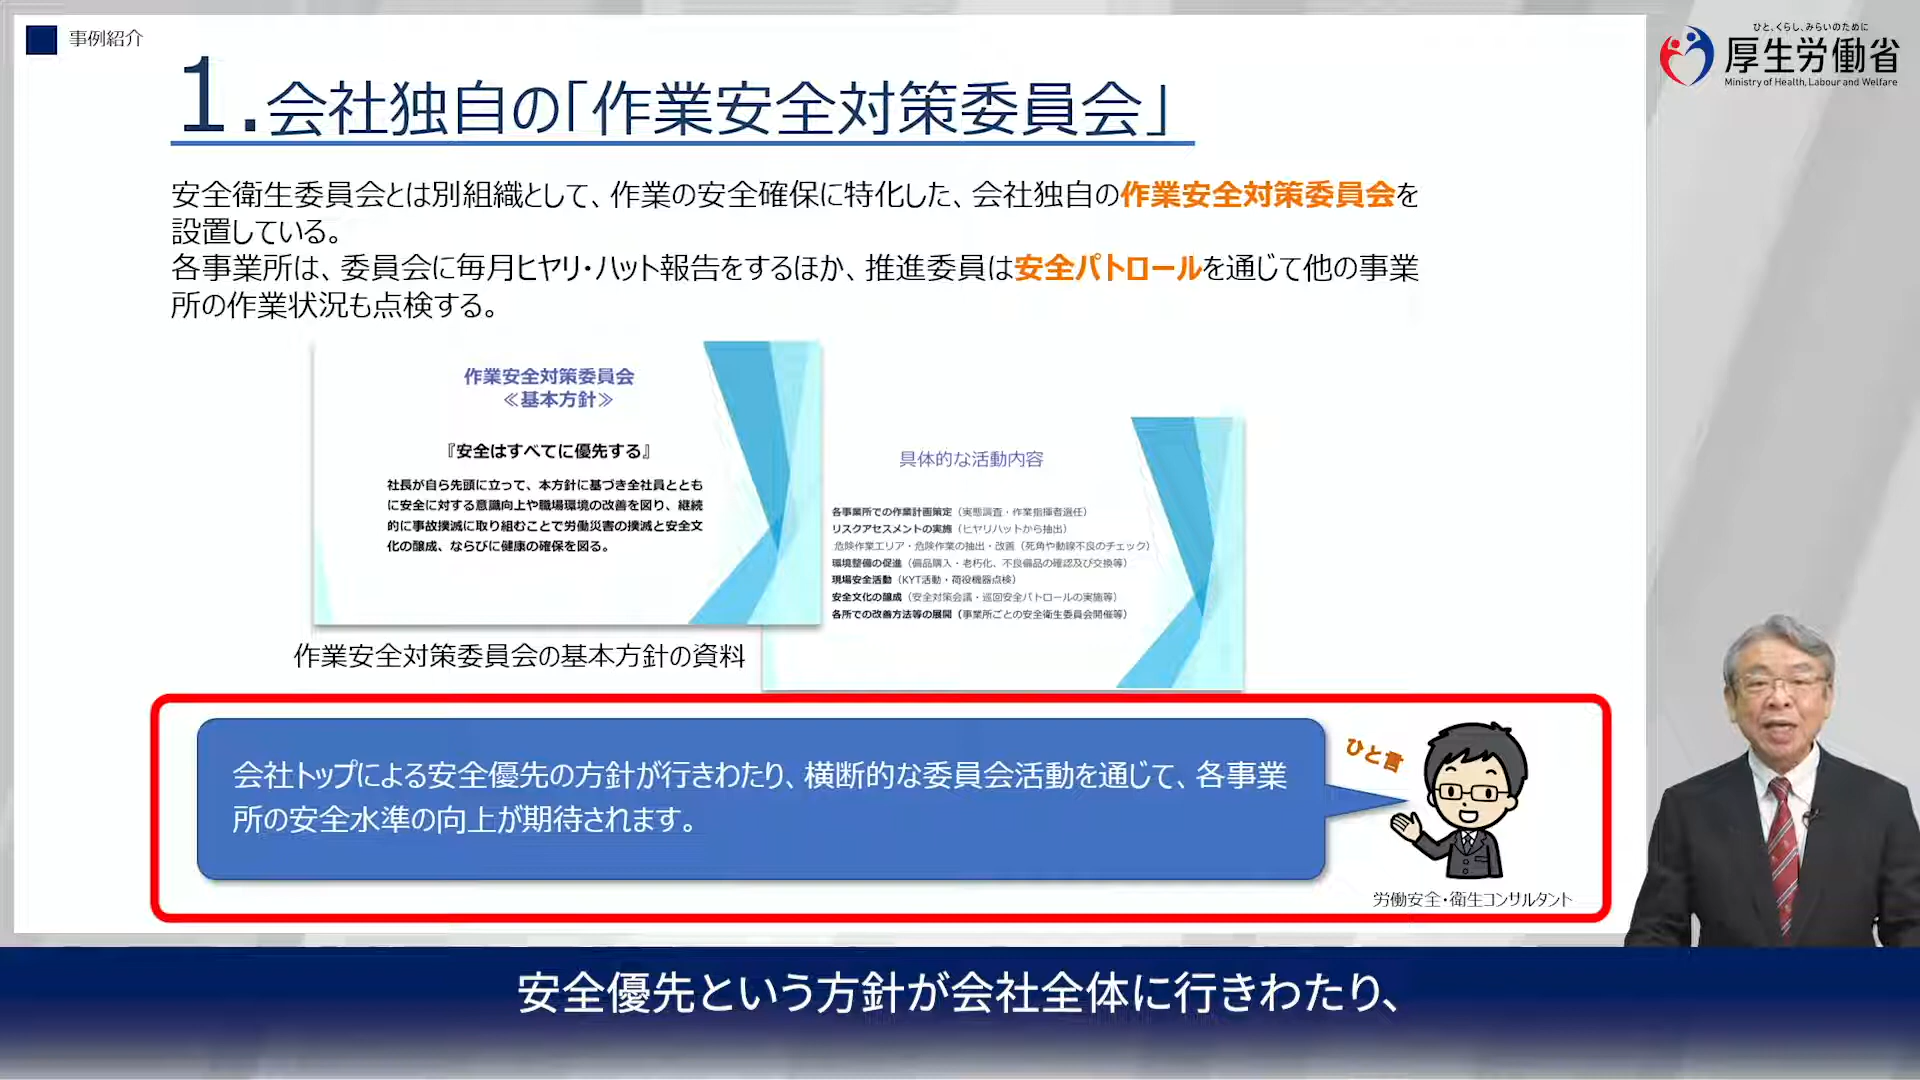 事例紹介
ひと、くらし、みらいのために
厚生労働省
Ministry of Health, Labour and Welfare
1.会社独自の「作業安全対策委員会」
安全衛生委員会とは別組織として、作業の安全確保に特化した、会社独自の作業安全対策委員会を
設置している。
各事業所は、委員会に毎月ヒヤリ・ハット報告をするほか、推進委員は安全パトロールを通じて他の事業
所の作業状況も点検する。
作業安全対策委員会
≪基本方針≫
『安全はすべてに優先する』
社長が自ら先頭に立って、本方針に基づき全社員ととも
に安全に対する意識向上や職場環境の改善を図り、継続
的に事故撲滅に取り組むことで労働災害の撲滅と安全文
化の醸成、ならびに健康の確保を図る。
具体的な活動内容
各事業所での作業計画策定（実態調査・作業指揮者選任）
リスクアセスメントの実施（ヒヤリハットから抽出）
危険作業エリア・危険作業の抽出・改善（死角や動線不良のチェック）
環境整備の促進（備品購入・老朽化、不良備品の確認及び交換等）
現場安全活動（KYT活動・荷役機器点検）
安全文化の醸成（安全対策会議・巡回安全パトロールの実施等）
各所での改善方法等の展開（事業所ごとの安全衛生委員会開催等）
作業安全対策委員会の基本方針の資料
会社トップによる安全優先の方針が行きわたり、横断的な委員会活動を通じて、各事業
所の安全水準の向上が期待されます。
ひと言
労働安全・衛生コンサルタント
安全優先という方針が会社全体に行きわたり、